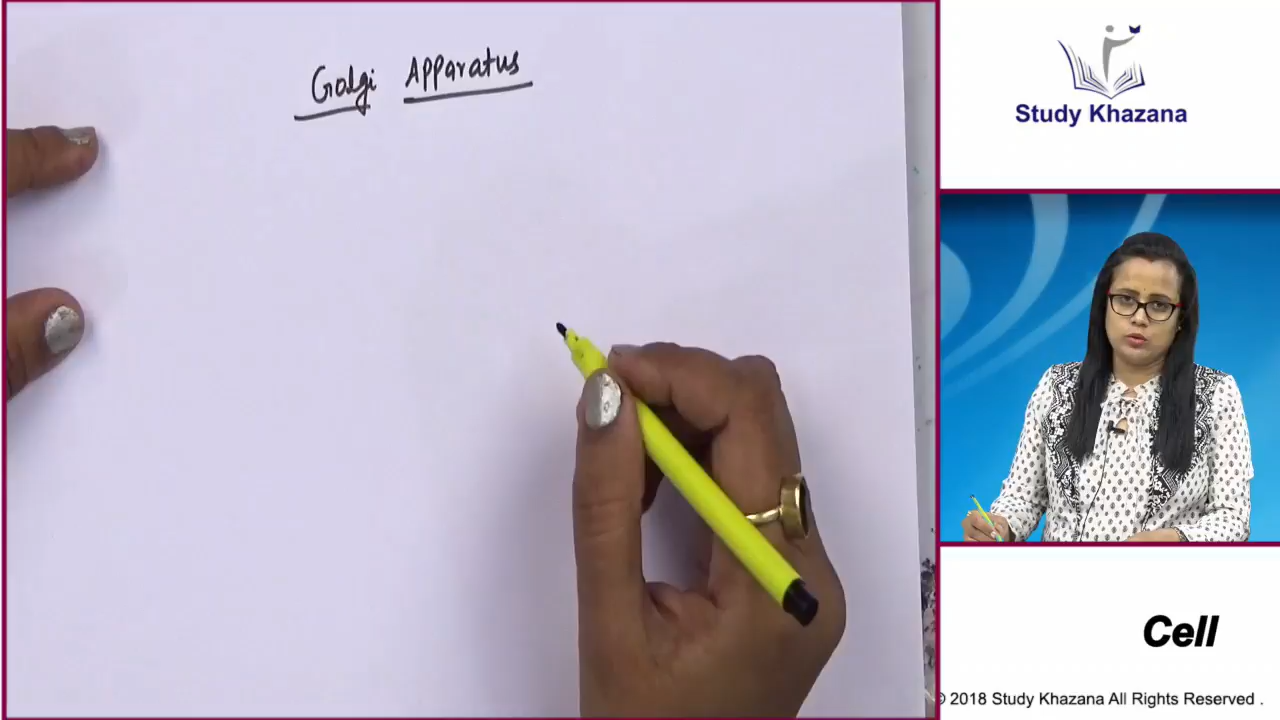 Golgi Apparatus
Study Khazana
Cell
© 2018 Study Khazana All Rights Reserved .